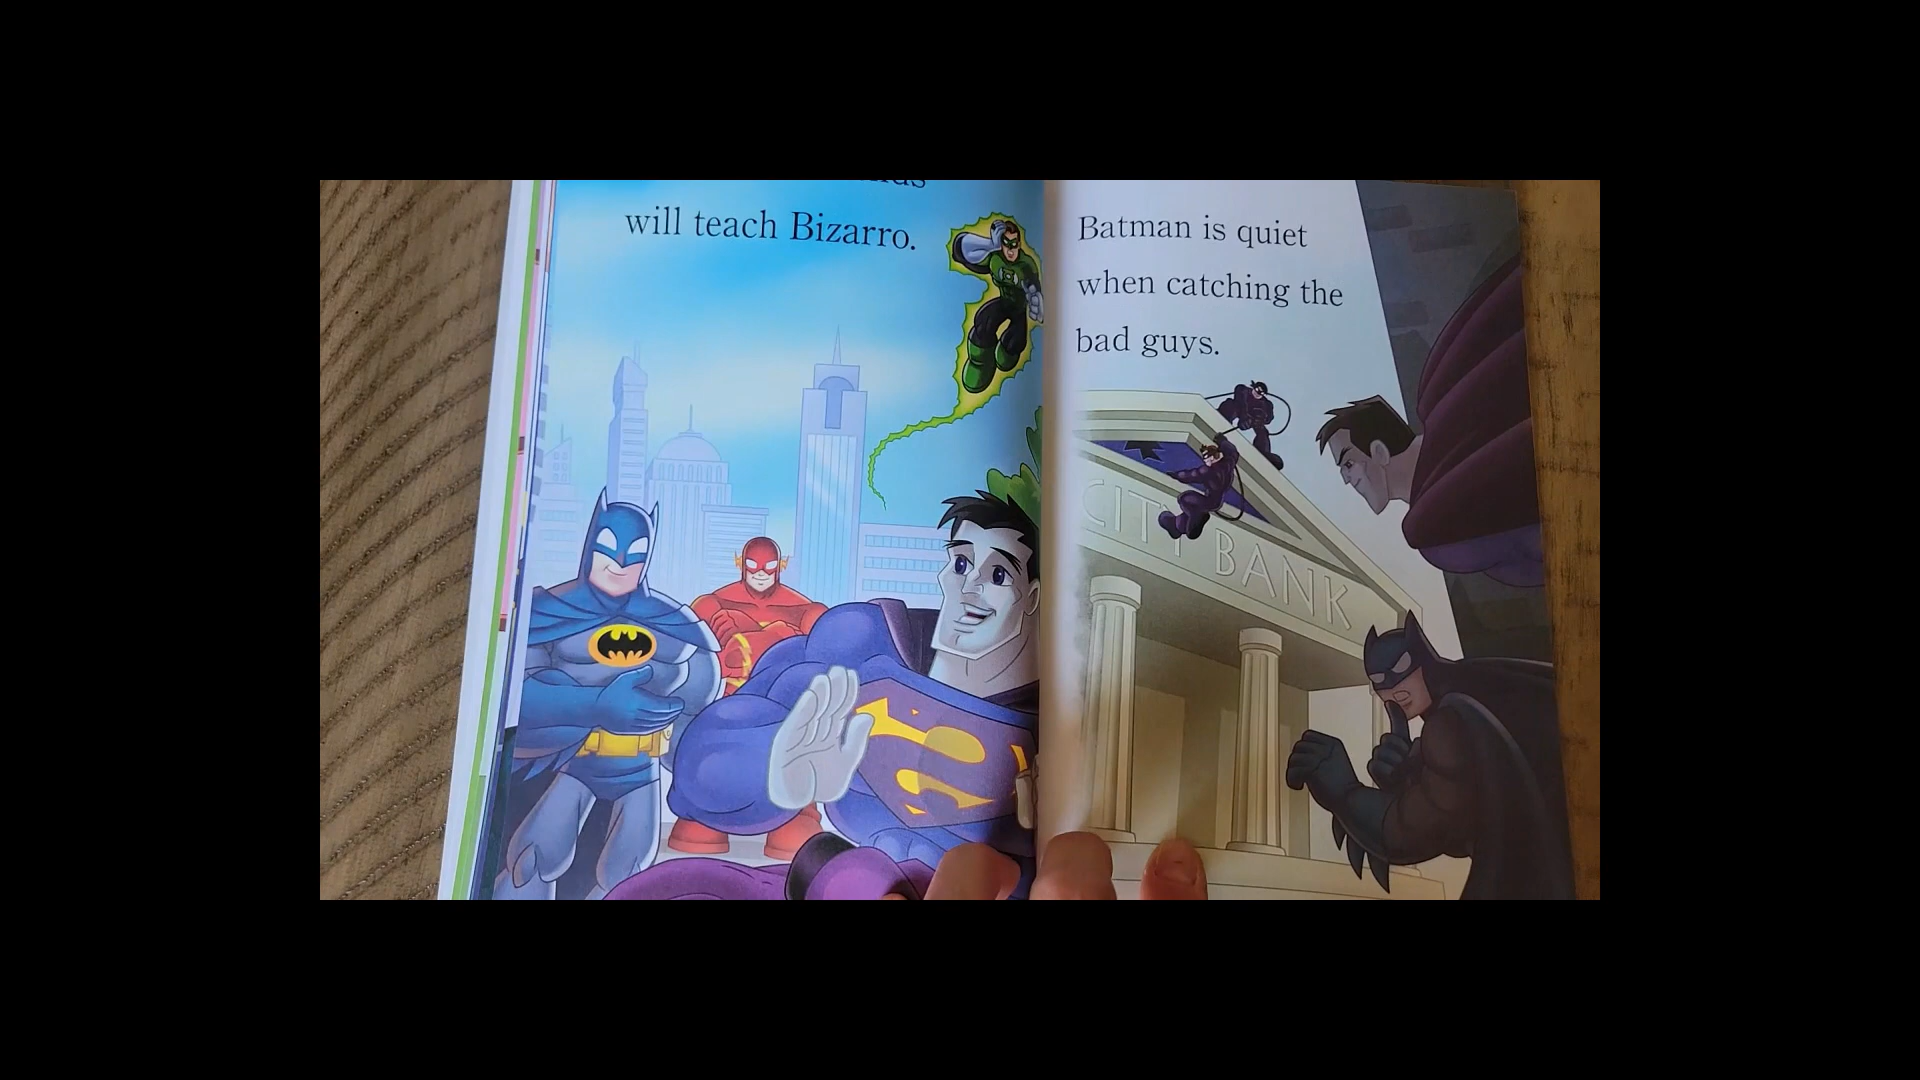 will teach Bizarro.
Batman is quiet
when catching the
bad guys.
CITY BANK